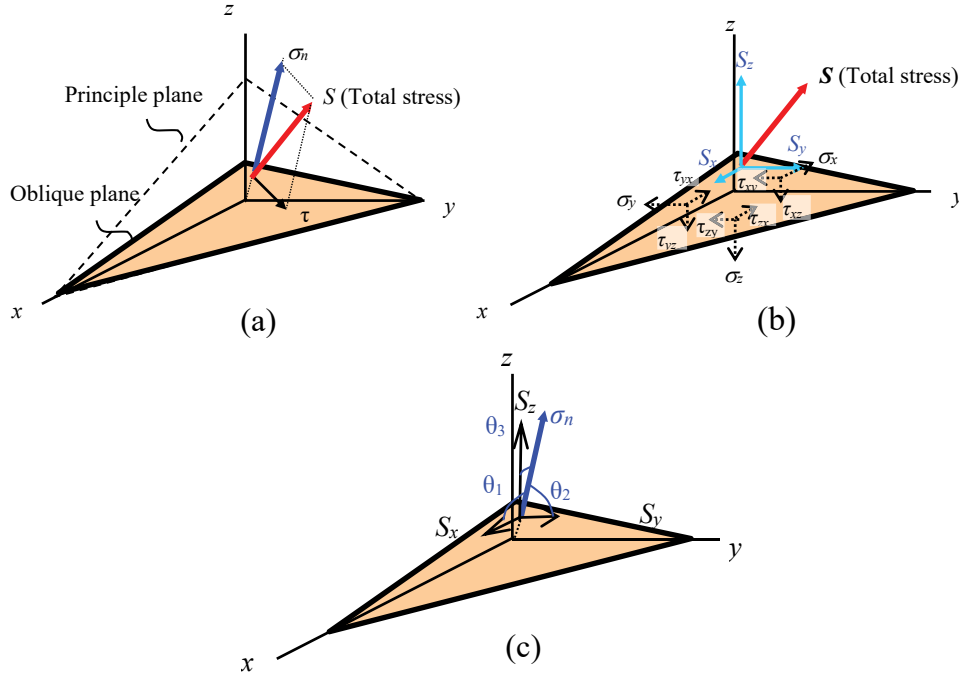 z
σn
Principle plane
S (Total stress)
Oblique plane
τ
y
x
(a)
z
Sz
S (Total stress)
Sx
Sy
σx
τyx
τxy
σy
y
τxz
τzy
τzx
τyz
σz
x
(b)
z
Sz
σn
θ3
θ1
θ2
Sx
Sy
y
x
(c)